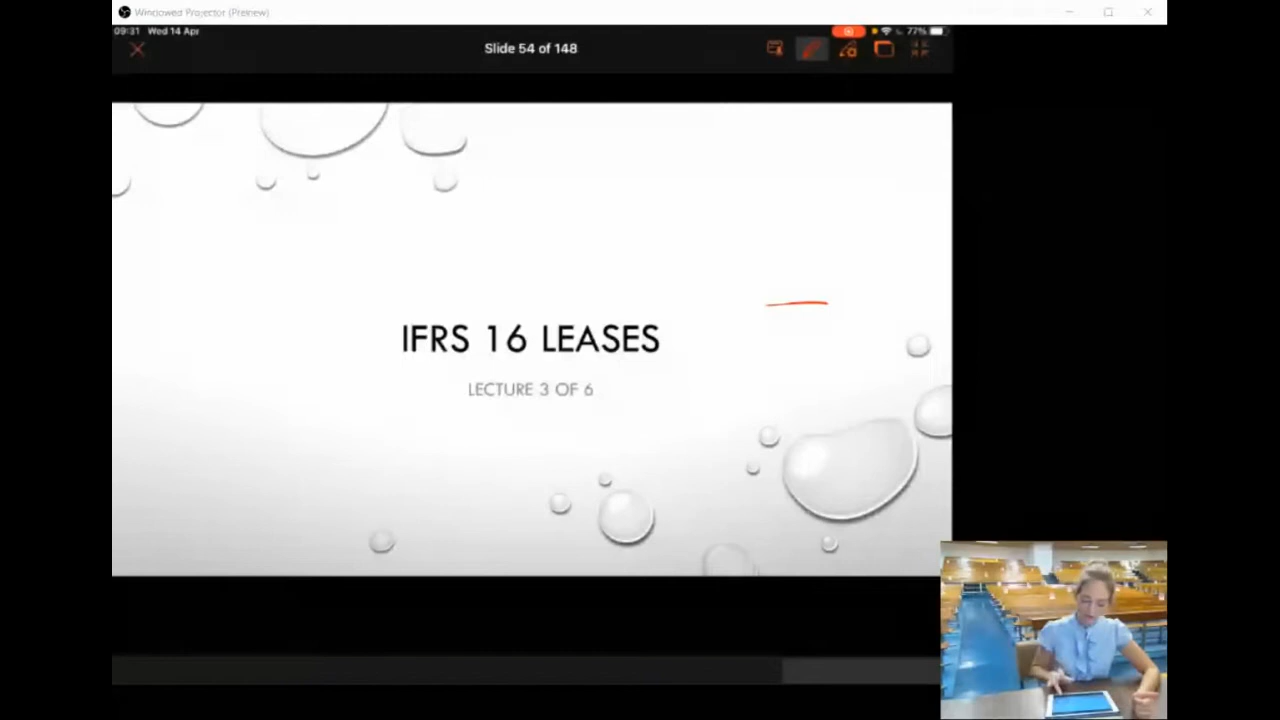 Windowed Projector (Preview)
09:31 Wed 14 Apr
77%
Slide 54 of 148
IFRS 16 LEASES
LECTURE 3 OF 6